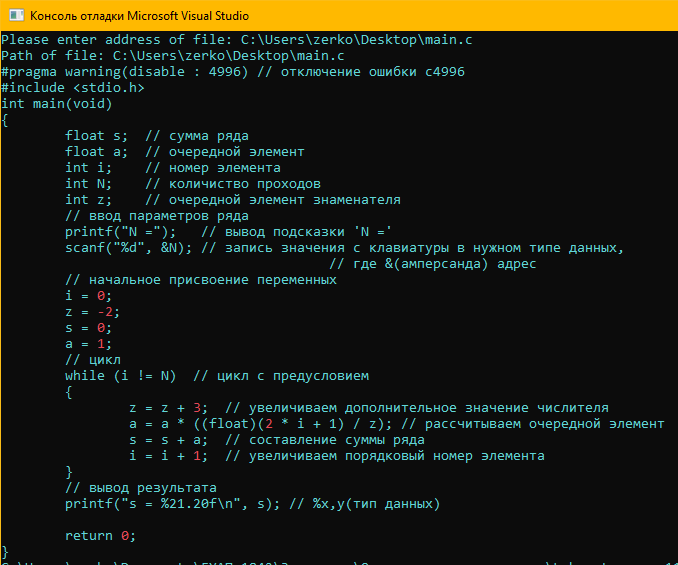 Консоль отладки Microsoft Visual Studio
Please enter address of file: C:\Users\zerko\Desktop\main.c
Path of file: C:\Users\zerko\Desktop\main.c
#pragma warning(disable : 4996) // отключение ошибки c4996
#include <stdio.h>
int main(void)
{
        float s;  // сумма ряда
        float a;  // очередной элемент
        int i;    // номер элемента
        int N;    // количиство проходов
        int z;    // очередной элемент знаменателя
        // ввод параметров ряда
        printf("N =");   // вывод подсказки 'N ='
        scanf("%d", &N); // запись значения с клавиатуры в нужном типе данных,
                                         // где &(амперсанда) адрес
        // начальное присвоение переменных
        i = 0;
        z = -2;
        s = 0;
        a = 1;
        // цикл
        while (i != N)  // цикл с предусловием
        {
                z = z + 3;  // увеличиваем дополнительное значение числителя
                a = a * ((float)(2 * i + 1) / z); // рассчитываем очередной элемент
                s = s + a;  // составление суммы ряда
                i = i + 1;  // увеличиваем порядковый номер элемента
        }
        // вывод результата
        printf("s = %21.20f\n", s); // %x,y(тип данных)

        return 0;
}